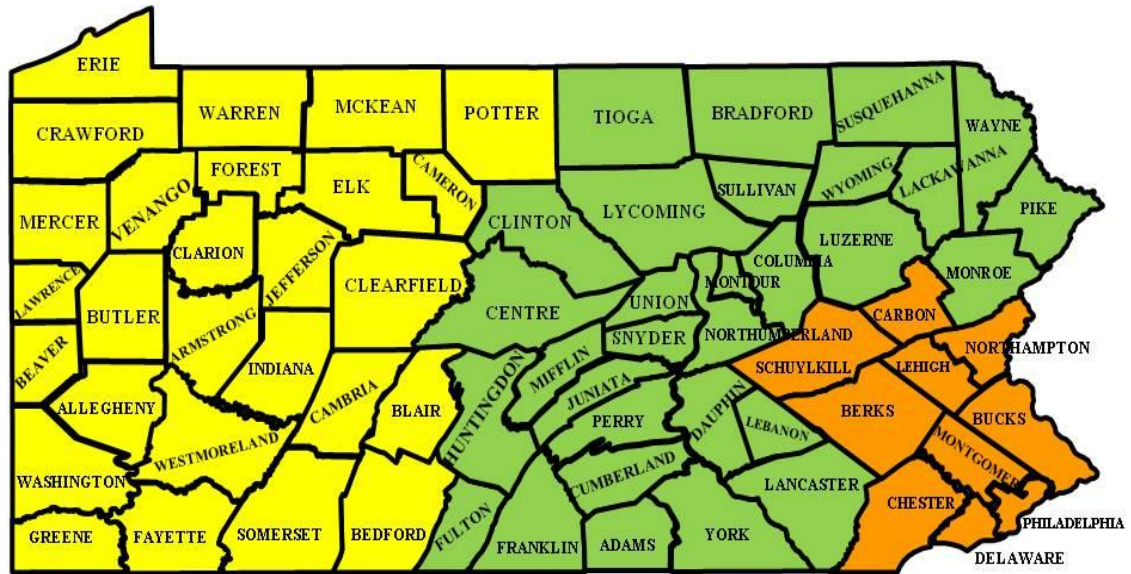 ERIE
WARREN
MCKEAN
POTTER
TIOGA
BRADFORD
SUSQUEHANNA
WAYNE
CRAWFORD
FOREST
ELK
CAMERON
SULLIVAN
WYOMING
LACKAWANNA
MERCER
VENANGO
CLARION
JEFFERSON
CLINTON
LYCOMING
PIKE
LAWRENCE
BUTLER
ARMSTRONG
CLEARFIELD
CENTRE
UNION
MONTOUR
COLUMBIA
LUZERNE
MONROE
BEAVER
INDIANA
SNYDER
NORTHUMBERLAND
CARBON
NORTHAMPTON
ALLEGHENY
CAMBRIA
BLAIR
HUNTINGDON
MIFFLIN
JUNIATA
PERRY
DAUPHIN
LEBANON
SCHUYLKILL
LEHIGH
BERKS
BUCKS
WASHINGTON
WESTMORELAND
CUMBERLAND
LANCASTER
MONTGOMER
GREENE
FAYETTE
SOMERSET
BEDFORD
FULTON
FRANKLIN
ADAMS
YORK
CHESTER
PHILADELPHIA
DELAWARE